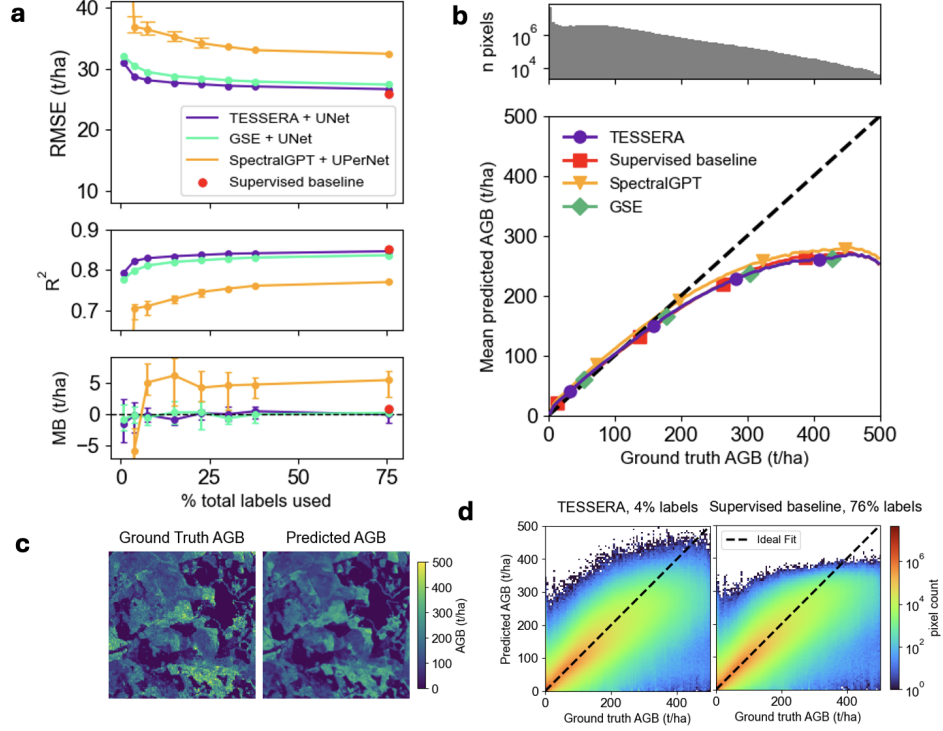 a
RMSE (t/ha)
40
30
20
10
TESSERA + UNet
GSE + UNet
SpectralGPT + UPerNet
Supervised baseline
R²
0.9
0.8
0.7
MB (t/ha)
5
0
−5
0 25 50 75
% total labels used
b
n pixels
10⁶
10⁴
Mean predicted AGB (t/ha)
500
400
300
200
100
0
TESSERA
Supervised baseline
SpectralGPT
GSE
0 100 200 300 400 500
Ground truth AGB (t/ha)
c
Ground Truth AGB Predicted AGB
500
400
300
200
100
0
AGB (t/ha)
d
TESSERA, 4% labels Supervised baseline, 76% labels
Predicted AGB (t/ha)
500
400
300
200
100
0
Ideal Fit
0 200 400 0 200 400
Ground truth AGB (t/ha) Ground truth AGB (t/ha)
10⁶
10⁴
10²
10⁰
pixel count